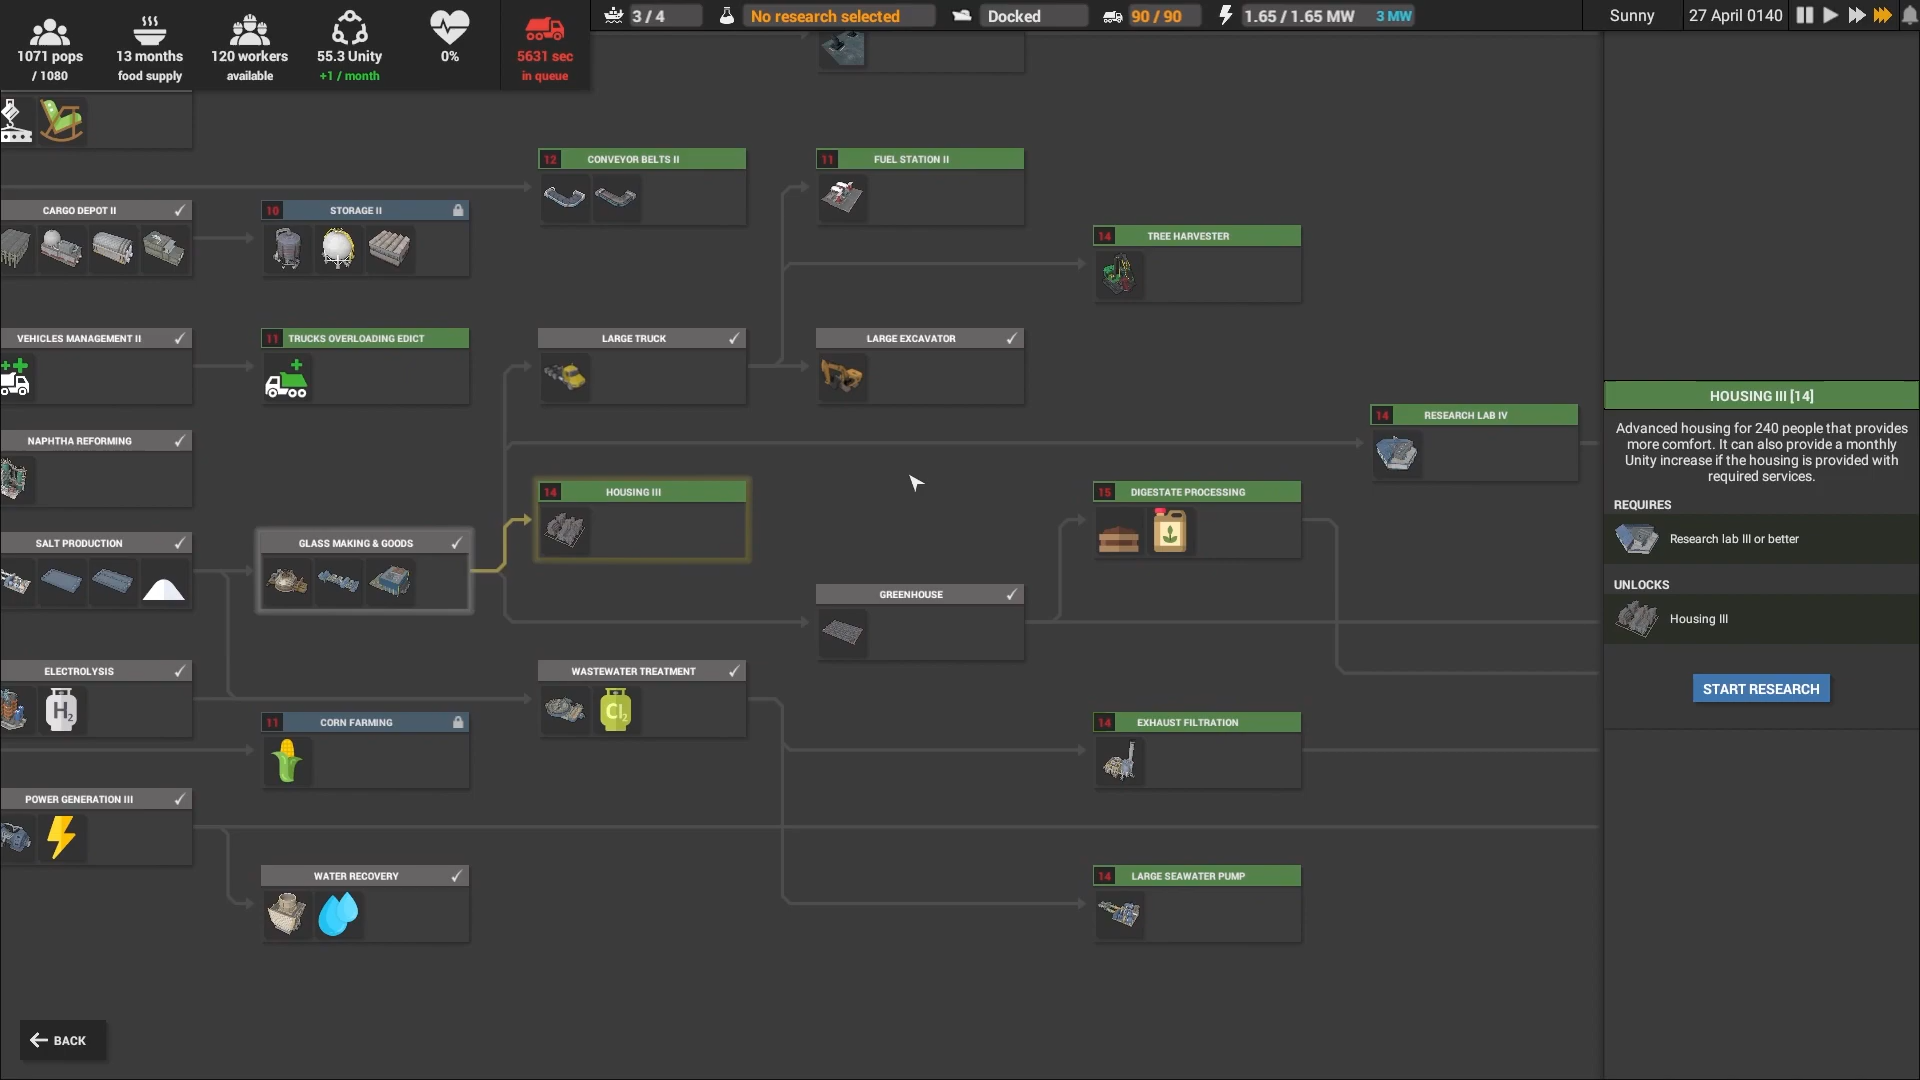 1071 pops
/ 1080
13 months
food supply
120 workers
available
55.3 Unity
+1 / month
0%
5631 sec
in queue
3 / 4
No research selected
Docked
90 / 90
1.65 / 1.65 MW
3 MW
Sunny
27 April 0140
12
CONVEYOR BELTS II
11
FUEL STATION II
CARGO DEPOT II
10
STORAGE II
14
TREE HARVESTER
VEHICLES MANAGEMENT II
11
TRUCKS OVERLOADING EDICT
LARGE TRUCK
LARGE EXCAVATOR
NAPHTHA REFORMING
14
RESEARCH LAB IV
14
HOUSING III
15
DIGESTATE PROCESSING
SALT PRODUCTION
GLASS MAKING & GOODS
GREENHOUSE
ELECTROLYSIS
H2
WASTEWATER TREATMENT
Cl2
11
CORN FARMING
14
EXHAUST FILTRATION
POWER GENERATION III
WATER RECOVERY
14
LARGE SEAWATER PUMP
HOUSING III [14]
Advanced housing for 240 people that provides
more comfort. It can also provide a monthly
Unity increase if the housing is provided with
required services.
REQUIRES
Research lab III or better
UNLOCKS
Housing III
START RESEARCH
BACK